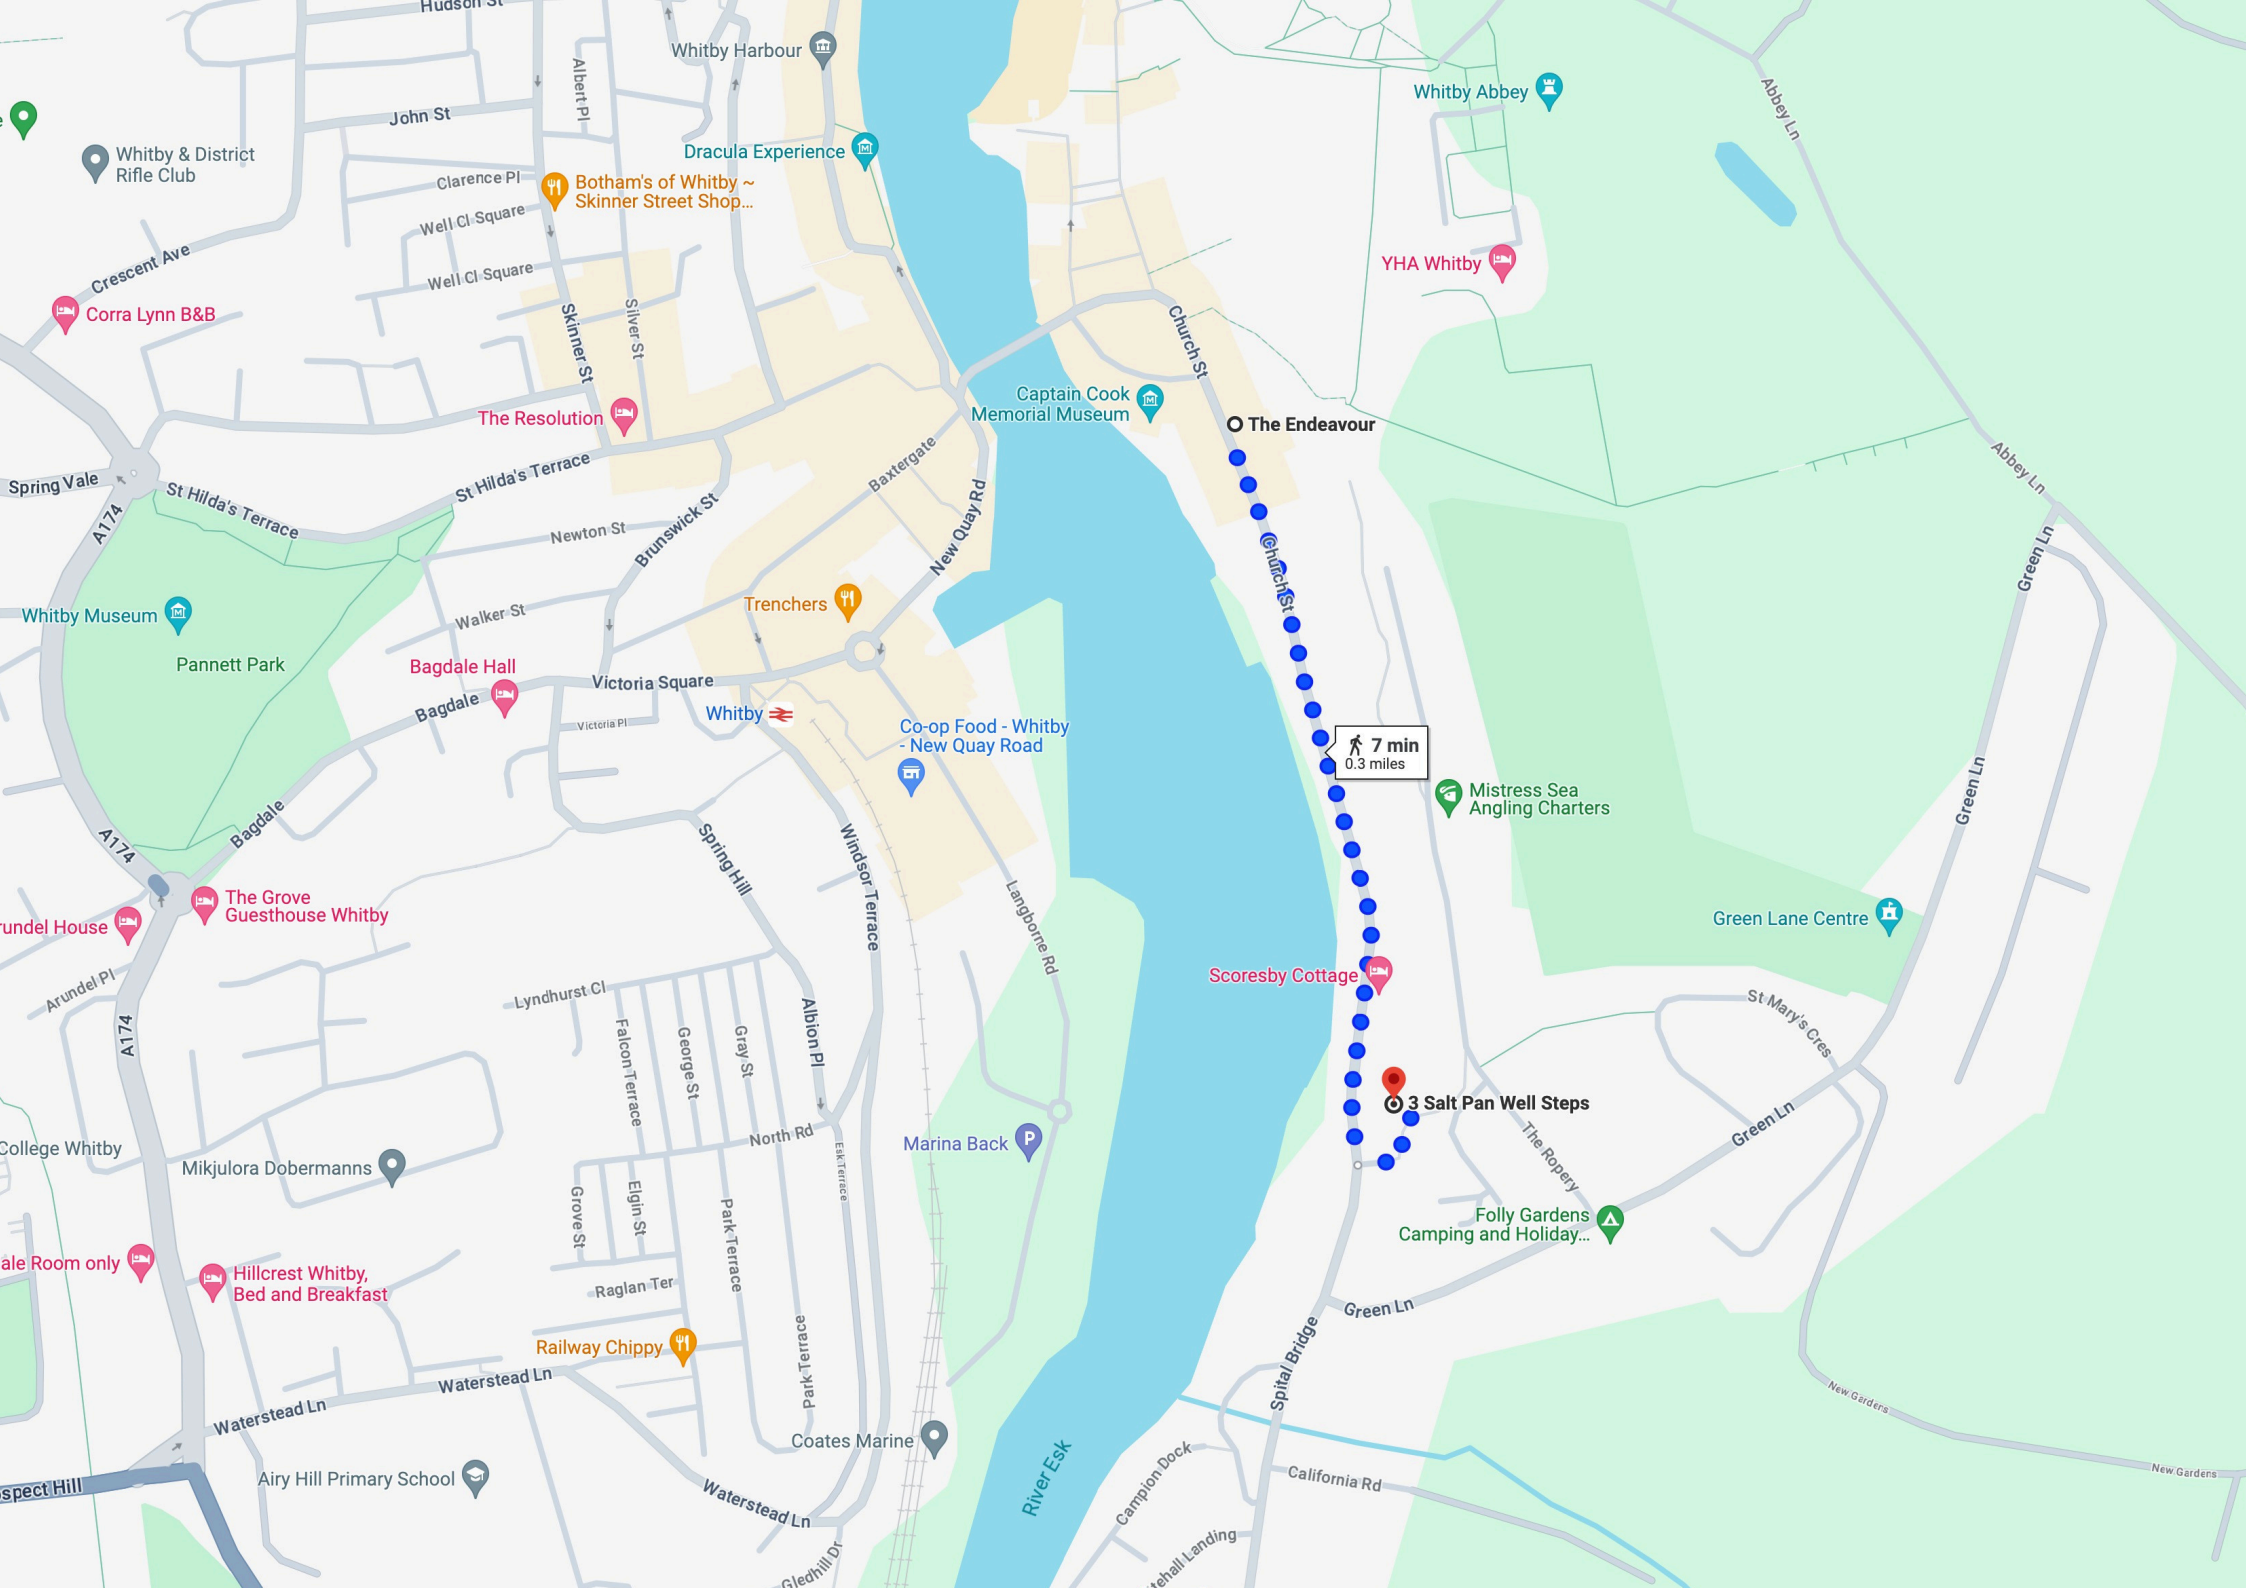 Hudson St
Whitby Harbour
Albert Pl
John St
Whitby Abbey
Abbey Ln
Whitby & District
Rifle Club
Dracula Experience
Clarence Pl
Botham's of Whitby ~
Skinner Street Shop...
Well Cl Square
Crescent Ave
Well Cl Square
YHA Whitby
Corra Lynn B&B
Skinner St
Silver St
Church St
Captain Cook
Memorial Museum
The Resolution
The Endeavour
Spring Vale
St Hilda's Terrace
St Hilda's Terrace
Baxtergate
Abbey Ln
A174
Newton St
Brunswick St
New Quay Rd
Church St
Green Ln
Whitby Museum
Walker St
Trenchers
Pannett Park
Bagdale Hall
Bagdale
Victoria Square
Whitby
Victoria Pl
Co-op Food - Whitby
- New Quay Road
7 min
0.3 miles
Mistress Sea
Angling Charters
Green Ln
A174
Bagdale
Spring Hill
Windsor Terrace
Langborne Rd
The Grove
Guesthouse Whitby
rundel House
Green Lane Centre
Arundel Pl
Scoresby Cottage
Lyndhurst Cl
A174
Falcon Terrace
George St
Gray St
Albion Pl
St Mary's Cres
3 Salt Pan Well Steps
Green Ln
The Ropery
College Whitby
Mikjulora Dobermanns
North Rd
Esk Terrace
Marina Back
Grove St
Elgin St
Park Terrace
Folly Gardens
Camping and Holiday...
ale Room only
Hillcrest Whitby,
Bed and Breakfast
Raglan Ter
Green Ln
Railway Chippy
Park Terrace
Spital Bridge
Waterstead Ln
Waterstead Ln
New Gardens
Coates Marine
River Esk
Campion Dock
California Rd
New Gardens
Airy Hill Primary School
spect Hill
Waterstead Ln
Gledhill Dr
tehall Landing